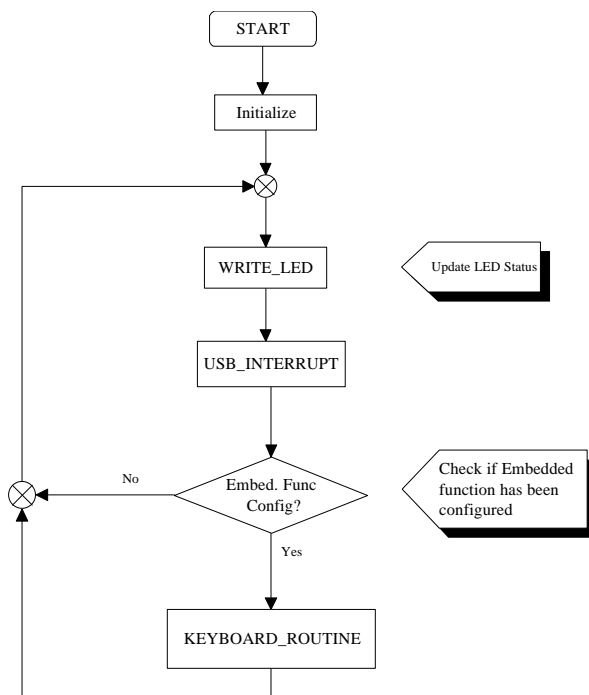 START
Initialize
WRITE_LED
Update LED Status
USB_INTERRUPT
No
Embed. Func
Config?
Check if Embedded
function has been
configured
Yes
KEYBOARD_ROUTINE